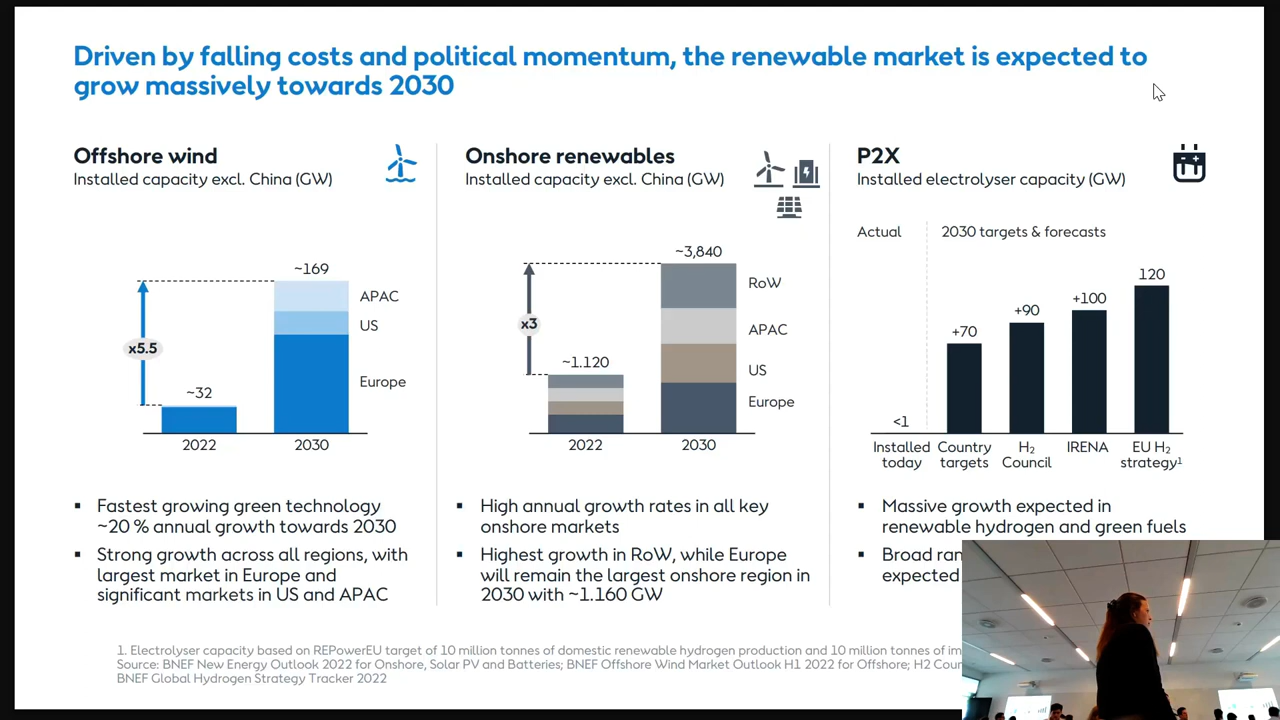 Driven by falling costs and political momentum, the renewable market is expected to
grow massively towards 2030
Offshore wind
Installed capacity excl. China (GW)
~169
APAC
US
x5.5
Europe
~32
2022
2030
▪ Fastest growing green technology
~20 % annual growth towards 2030
▪ Strong growth across all regions, with
largest market in Europe and
significant markets in US and APAC
Onshore renewables
Installed capacity excl. China (GW)
~3,840
RoW
x3
APAC
~1.120
US
Europe
2022
2030
▪ High annual growth rates in all key
onshore markets
▪ Highest growth in RoW, while Europe
will remain the largest onshore region in
2030 with ~1.160 GW
P2X
Installed electrolyser capacity (GW)
Actual
2030 targets & forecasts
120
+100
+90
+70
<1
Installed
today
Country
targets
H₂
Council
IRENA
EU H₂
strategy¹
▪ Massive growth expected in
renewable hydrogen and green fuels
▪ Broad ran
expected
1. Electrolyser capacity based on REPowerEU target of 10 million tonnes of domestic renewable hydrogen production and 10 million tonnes of im
Source: BNEF New Energy Outlook 2022 for Onshore, Solar PV and Batteries; BNEF Offshore Wind Market Outlook H1 2022 for Offshore; H2 Coun
BNEF Global Hydrogen Strategy Tracker 2022